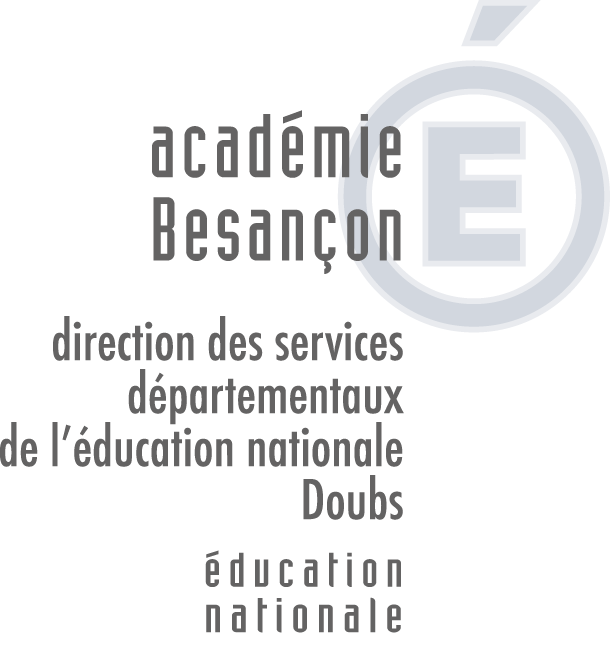 É
académie
Besançon
direction des services
départementaux
de l'éducation nationale
Doubs
éducation
nationale